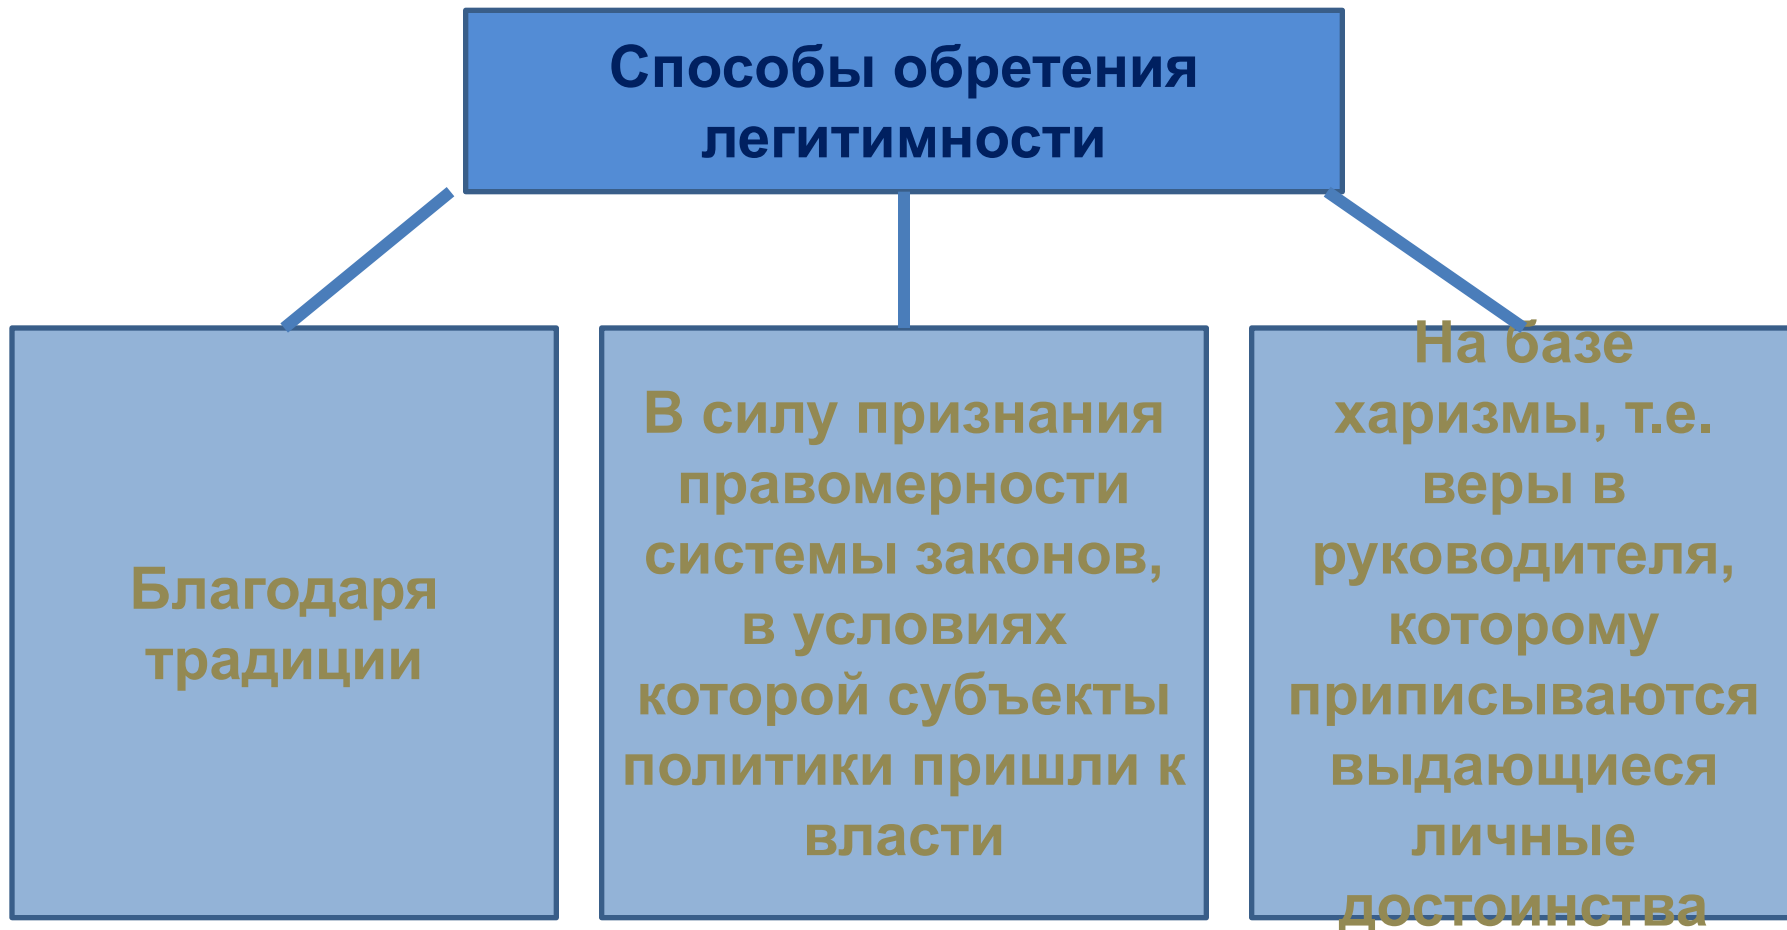 Способы обретения
легитимности
Благодаря
традиции
В силу признания
правомерности
системы законов,
в условиях
которой субъекты
политики пришли к
власти
На базе
харизмы, т.е.
веры в
руководителя,
которому
приписываются
выдающиеся
личные
достоинства